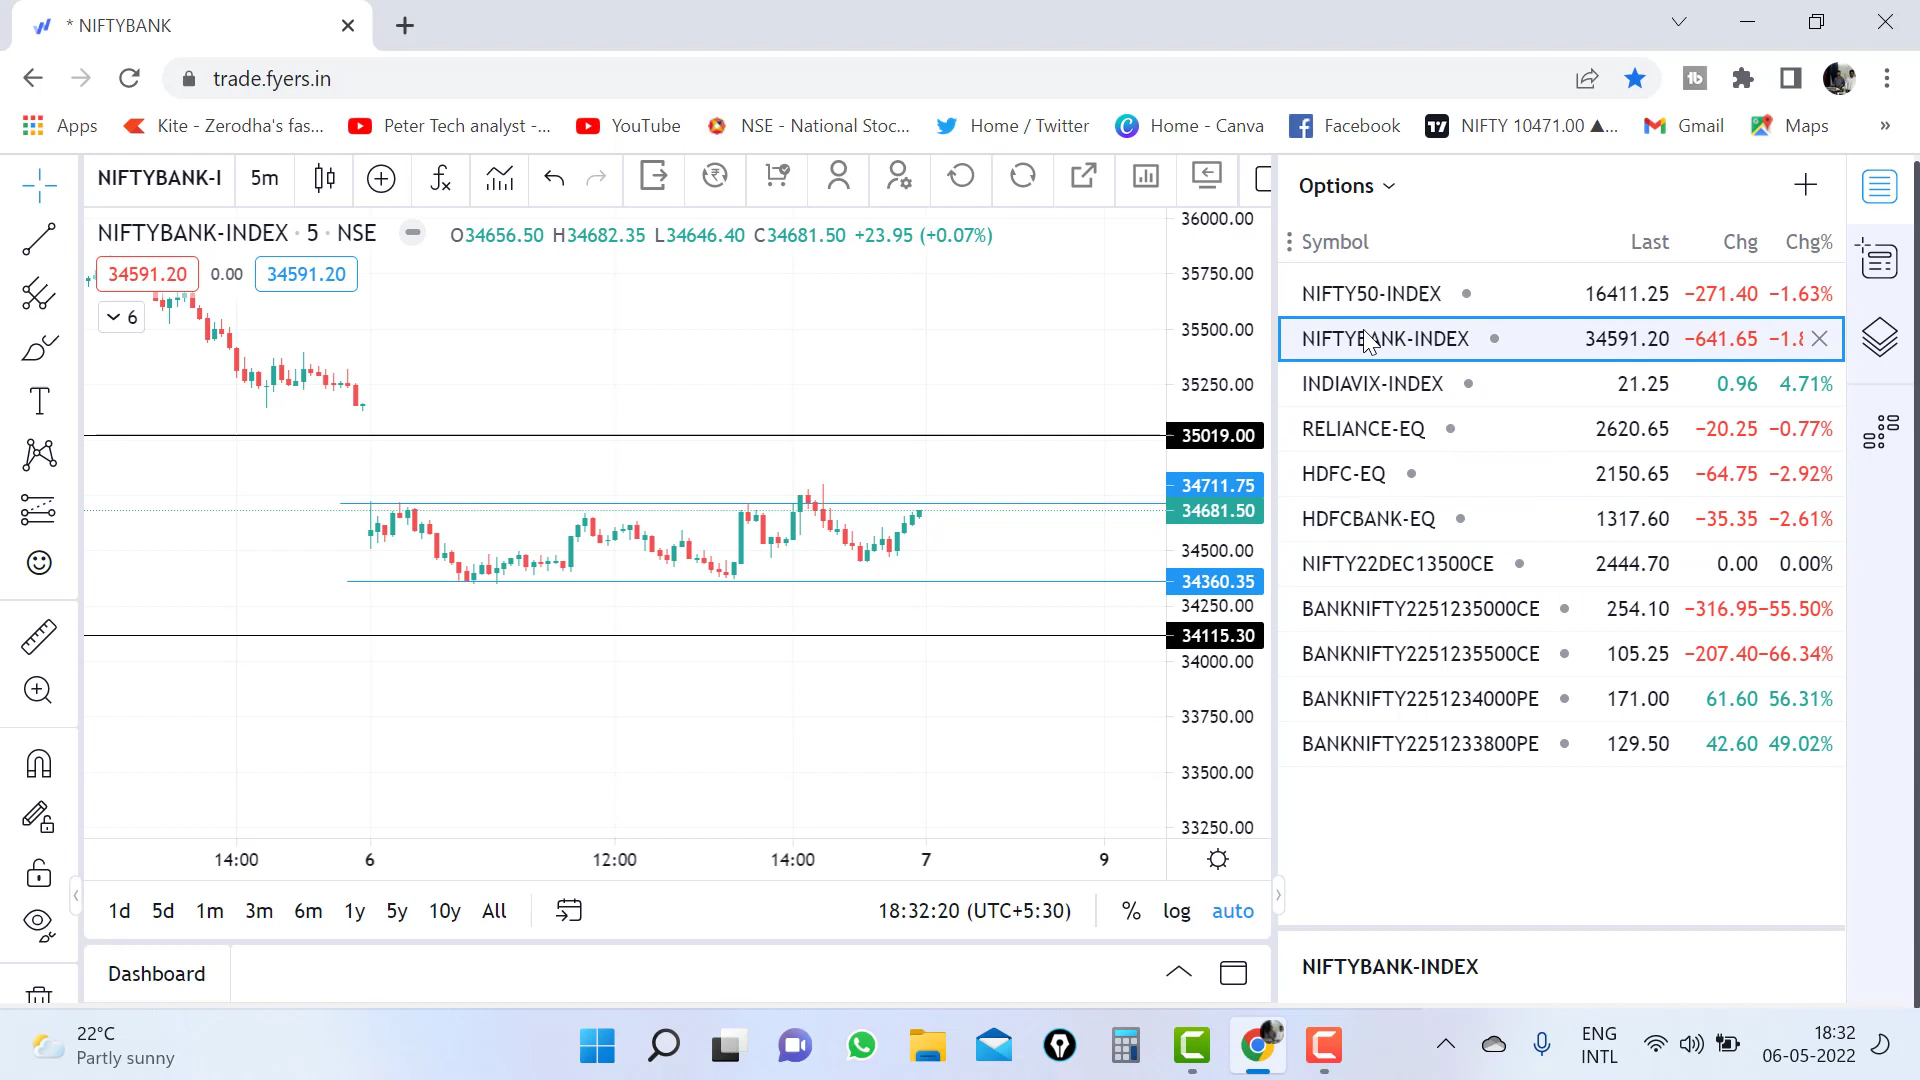 * NIFTYBANK
trade.fyers.in
Apps
Kite - Zerodha's fas...
Peter Tech analyst -...
YouTube
NSE - National Stoc...
Home / Twitter
Home - Canva
Facebook
NIFTY 10471.00 ▲...
Gmail
Maps
»
NIFTYBANK-I
5m
NIFTYBANK-INDEX · 5 · NSE
O34656.50 H34682.35 L34646.40 C34681.50 +23.95 (+0.07%)
34591.20 0.00 34591.20
6
36000.00
35750.00
35500.00
35250.00
35019.00
34711.75
34681.50
34500.00
34360.35
34250.00
34115.30
34000.00
33750.00
33500.00
33250.00
14:00 6 12:00 14:00 7 9
1d 5d 1m 3m 6m 1y 5y 10y All
18:32:20 (UTC+5:30)
% log auto
Dashboard
Options
Symbol Last Chg Chg%
NIFTY50-INDEX 16411.25 −271.40 −1.63%
NIFTYBANK-INDEX 34591.20 −641.65
INDIAVIX-INDEX 21.25 0.96 4.71%
RELIANCE-EQ 2620.65 −20.25 −0.77%
HDFC-EQ 2150.65 −64.75 −2.92%
HDFCBANK-EQ 1317.60 −35.35 −2.61%
NIFTY22DEC13500CE 2444.70 0.00 0.00%
BANKNIFTY2251235000CE 254.10 −316.95 −55.50%
BANKNIFTY2251235500CE 105.25 −207.40 −66.34%
BANKNIFTY2251234000PE 171.00 61.60 56.31%
BANKNIFTY2251233800PE 129.50 42.60 49.02%
NIFTYBANK-INDEX
22°C
Partly sunny
ENG
INTL
18:32
06-05-2022